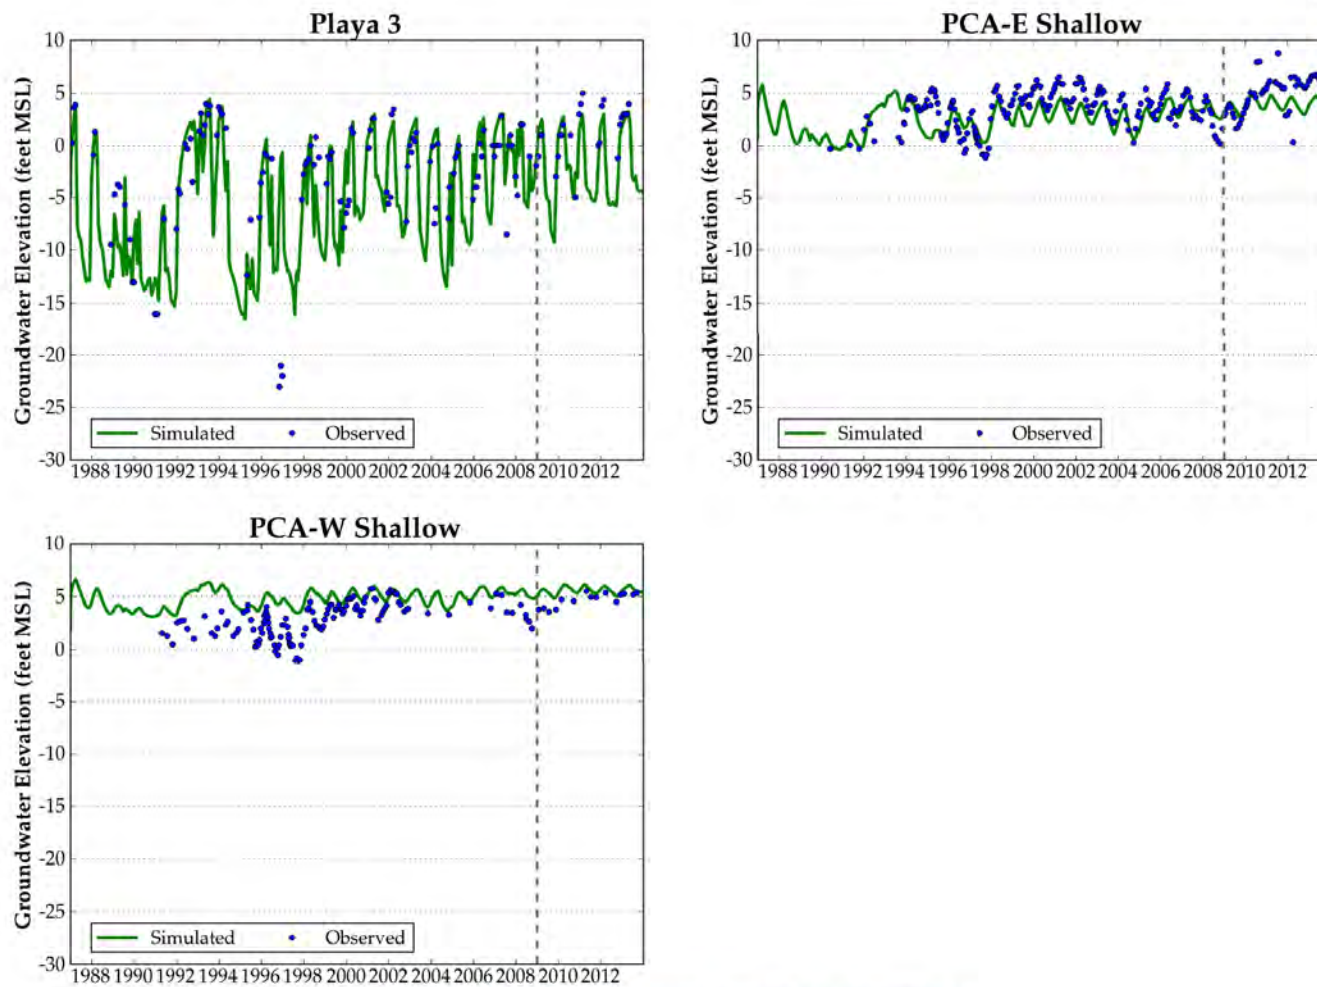 Playa 3
PCA-E Shallow
Groundwater Elevation (feet MSL)
10
5
0
-5
-10
-15
-20
-25
-30
Simulated
Observed
1988 1990 1992 1994 1996 1998 2000 2002 2004 2006 2008 2010 2012
Groundwater Elevation (feet MSL)
10
5
0
-5
-10
-15
-20
-25
-30
Simulated
Observed
1988 1990 1992 1994 1996 1998 2000 2002 2004 2006 2008 2010 2012
PCA-W Shallow
Groundwater Elevation (feet MSL)
10
5
0
-5
-10
-15
-20
-25
-30
Simulated
Observed
1988 1990 1992 1994 1996 1998 2000 2002 2004 2006 2008 2010 2012